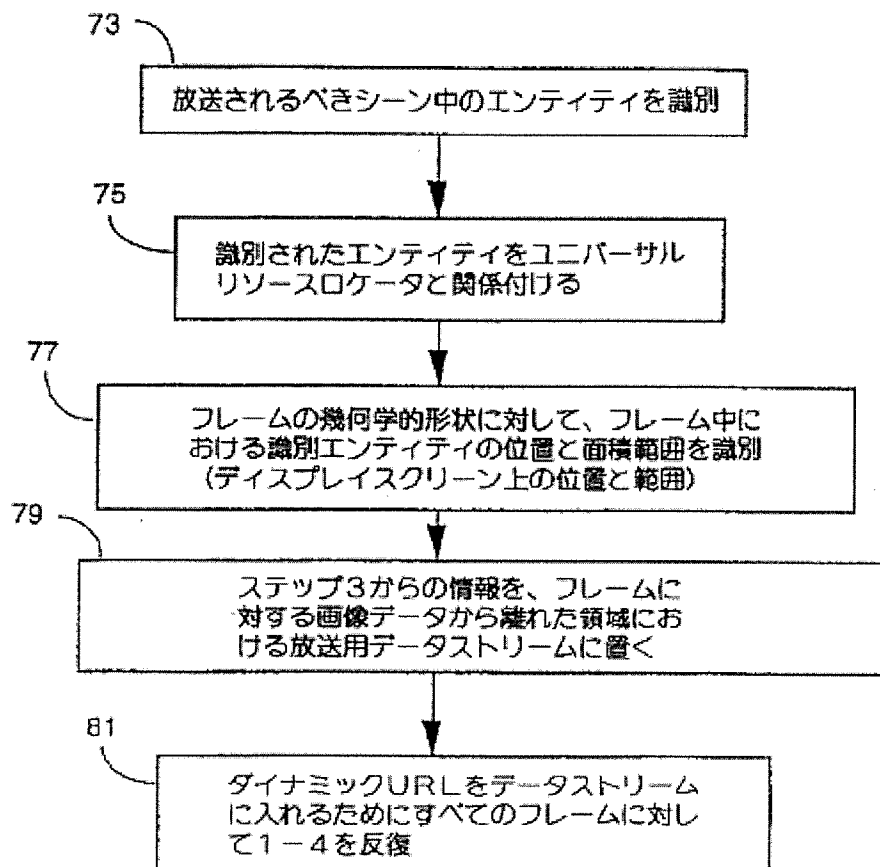 73
放送されるべきシーン中のエンティティを識別
75
識別されたエンティティをユニバーサル
リソースロケータと関係付ける
77
フレームの幾何学的形状に対して、フレーム中に
おける識別エンティティの位置と面積範囲を識別
(ディスプレイスクリーン上の位置と範囲)
79
ステップ3からの情報を、フレームに
対する画像データから離れた領域にお
ける放送用データストリームに置く
81
ダイナミックURLをデータストリーム
に入れるためにすべてのフレームに対し
て1-4を反復